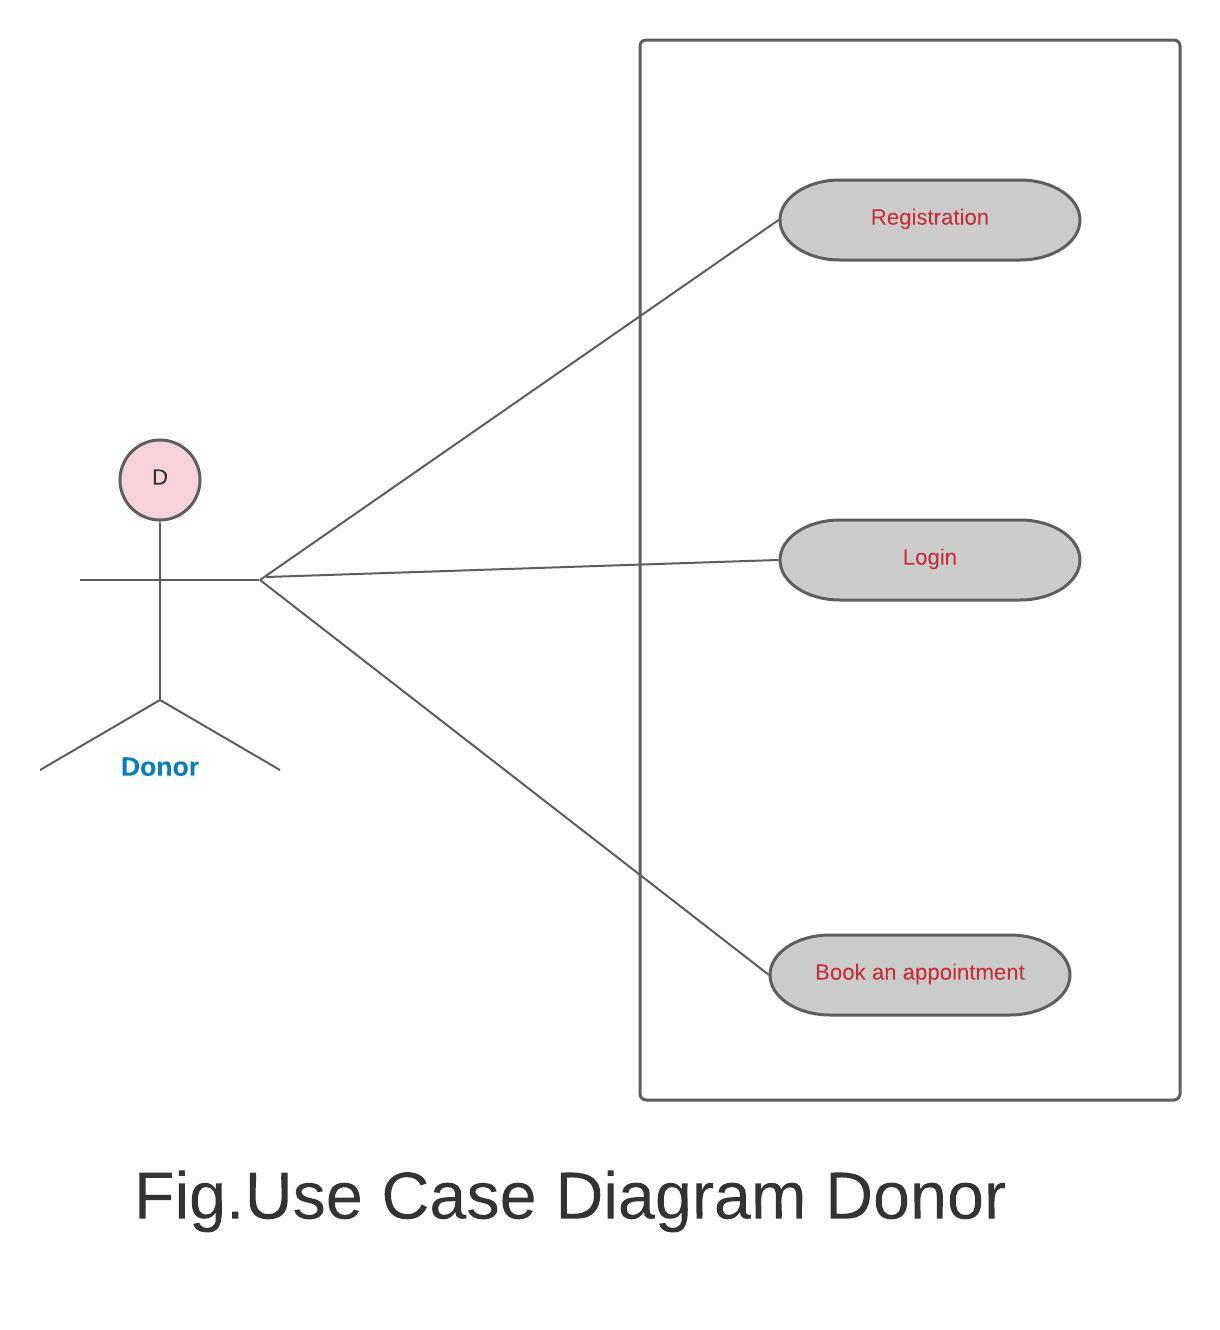 Registration
D
Login
Donor
Book an appointment
Fig.Use Case Diagram Donor